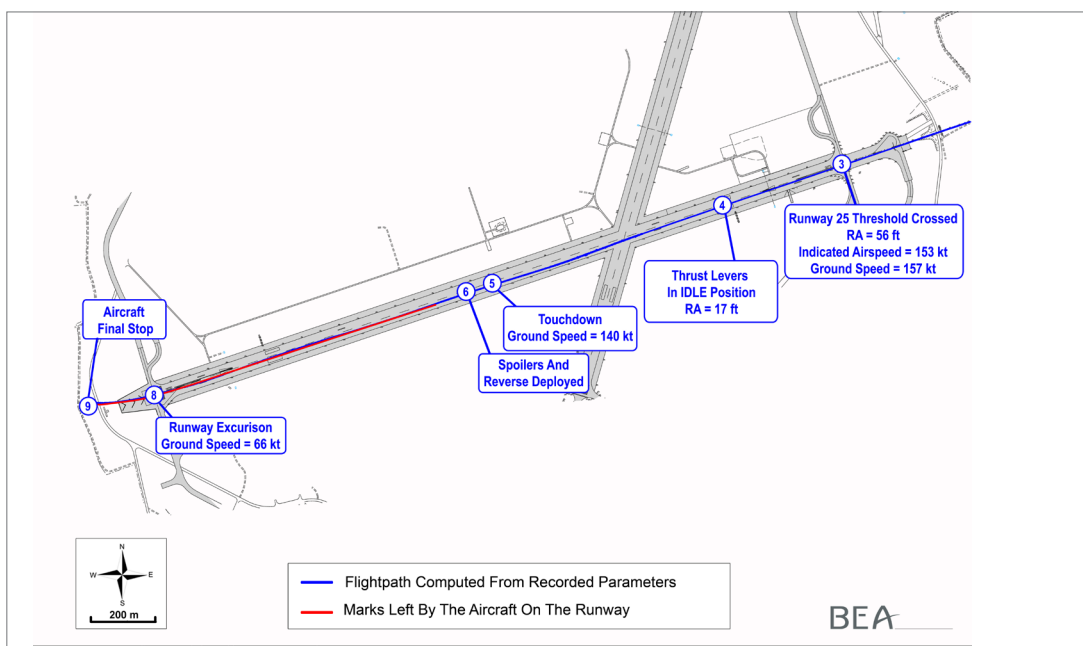 3
Runway 25 Threshold Crossed
RA = 56 ft
Indicated Airspeed = 153 kt
Ground Speed = 157 kt
4
Thrust Levers
In IDLE Position
RA = 17 ft
5
Touchdown
Ground Speed = 140 kt
6
Spoilers And
Reverse Deployed
8
Runway Excurison
Ground Speed = 66 kt
9
Aircraft
Final Stop
N
W
E
S
200 m
Flightpath Computed From Recorded Parameters
Marks Left By The Aircraft On The Runway
BEA